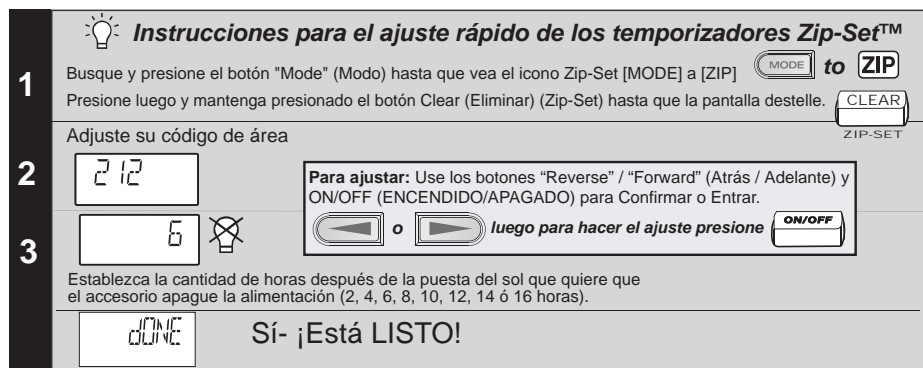 Instrucciones para el ajuste rápido de los temporizadores Zip-Set™
1
Busque y presione el botón "Mode" (Modo) hasta que vea el icono Zip-Set [MODE] a [ZIP]
MODE to ZIP
Presione luego y mantenga presionado el botón Clear (Eliminar) (Zip-Set) hasta que la pantalla destelle.
CLEAR
ZIP-SET
Adjuste su código de área
2
212
Para ajustar: Use los botones “Reverse” / “Forward” (Atrás / Adelante) y
ON/OFF (ENCENDIDO/APAGADO) para Confirmar o Entrar.
o luego para hacer el ajuste presione ON/OFF
3
6
Establezca la cantidad de horas después de la puesta del sol que quiere que
el accesorio apague la alimentación (2, 4, 6, 8, 10, 12, 14 ó 16 horas).
dONE
Sí- ¡Está LISTO!